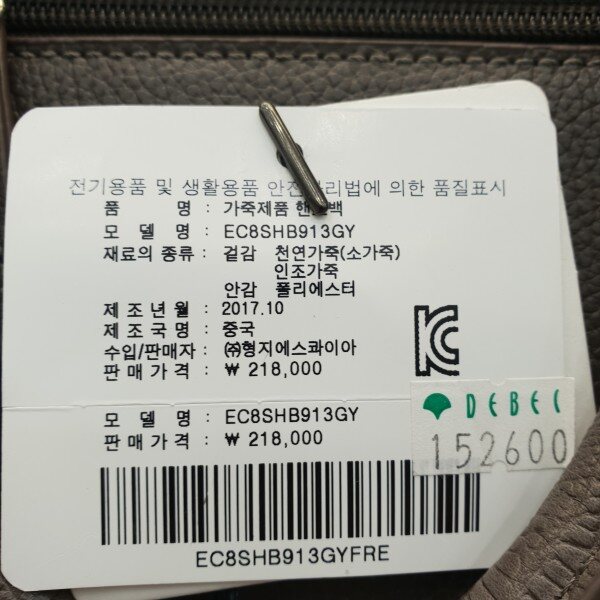 전기용품 및 생활용품 안전관리법에 의한 품질표시
품 명 : 가죽제품 핸드백
모 델 명 : EC8SHB913GY
재료의 종류 : 겉감 천연가죽(소가죽)
인조가죽
안감 폴리에스터
제 조 년 월 : 2017.10
제 조 국 명 : 중국
수입/판매자 : ㈜형지에스콰이아
판 매 가 격 : ₩ 218,000
모 델 명 : EC8SHB913GY
판 매 가 격 : ₩ 218,000
DEBEC
152600
EC8SHB913GYFRE